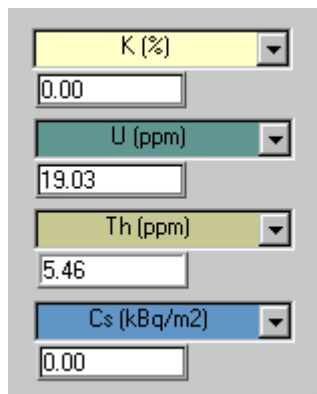 K (%)
0.00
U (ppm)
19.03
Th (ppm)
5.46
Cs (kBq/m2)
0.00